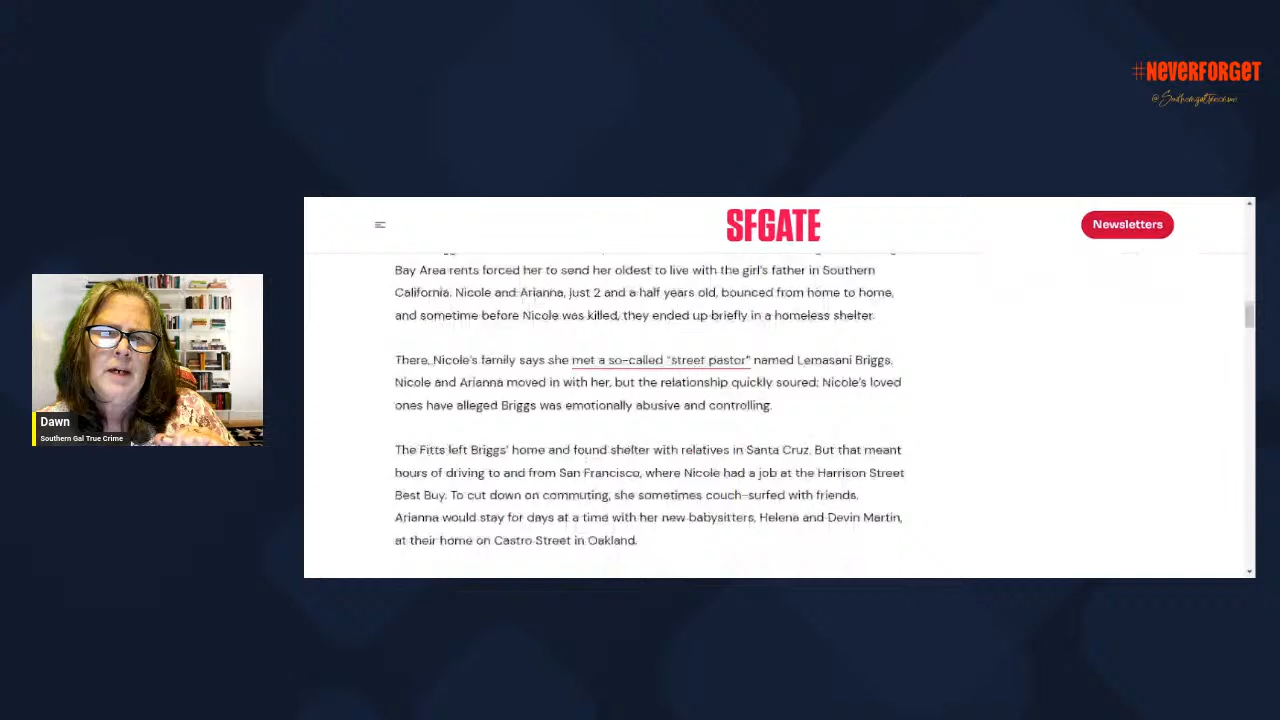 #NEVERFORGET
@Southerngaltruecrime
SFGATE
Newsletters
Bay Area rents forced her to send her oldest to live with the girl's father in Southern
California. Nicole and Arianna, just 2 and a half years old, bounced from home to home,
and sometime before Nicole was killed, they ended up briefly in a homeless shelter.
There, Nicole's family says she met a so-called “street pastor” named Lemasani Briggs.
Nicole and Arianna moved in with her, but the relationship quickly soured; Nicole's loved
ones have alleged Briggs was emotionally abusive and controlling.
The Fitts left Briggs' home and found shelter with relatives in Santa Cruz. But that meant
hours of driving to and from San Francisco, where Nicole had a job at the Harrison Street
Best Buy. To cut down on commuting, she sometimes couch-surfed with friends.
Arianna would stay for days at a time with her new babysitters, Helena and Devin Martin,
at their home on Castro Street in Oakland.
Dawn
Southern Gal True Crime